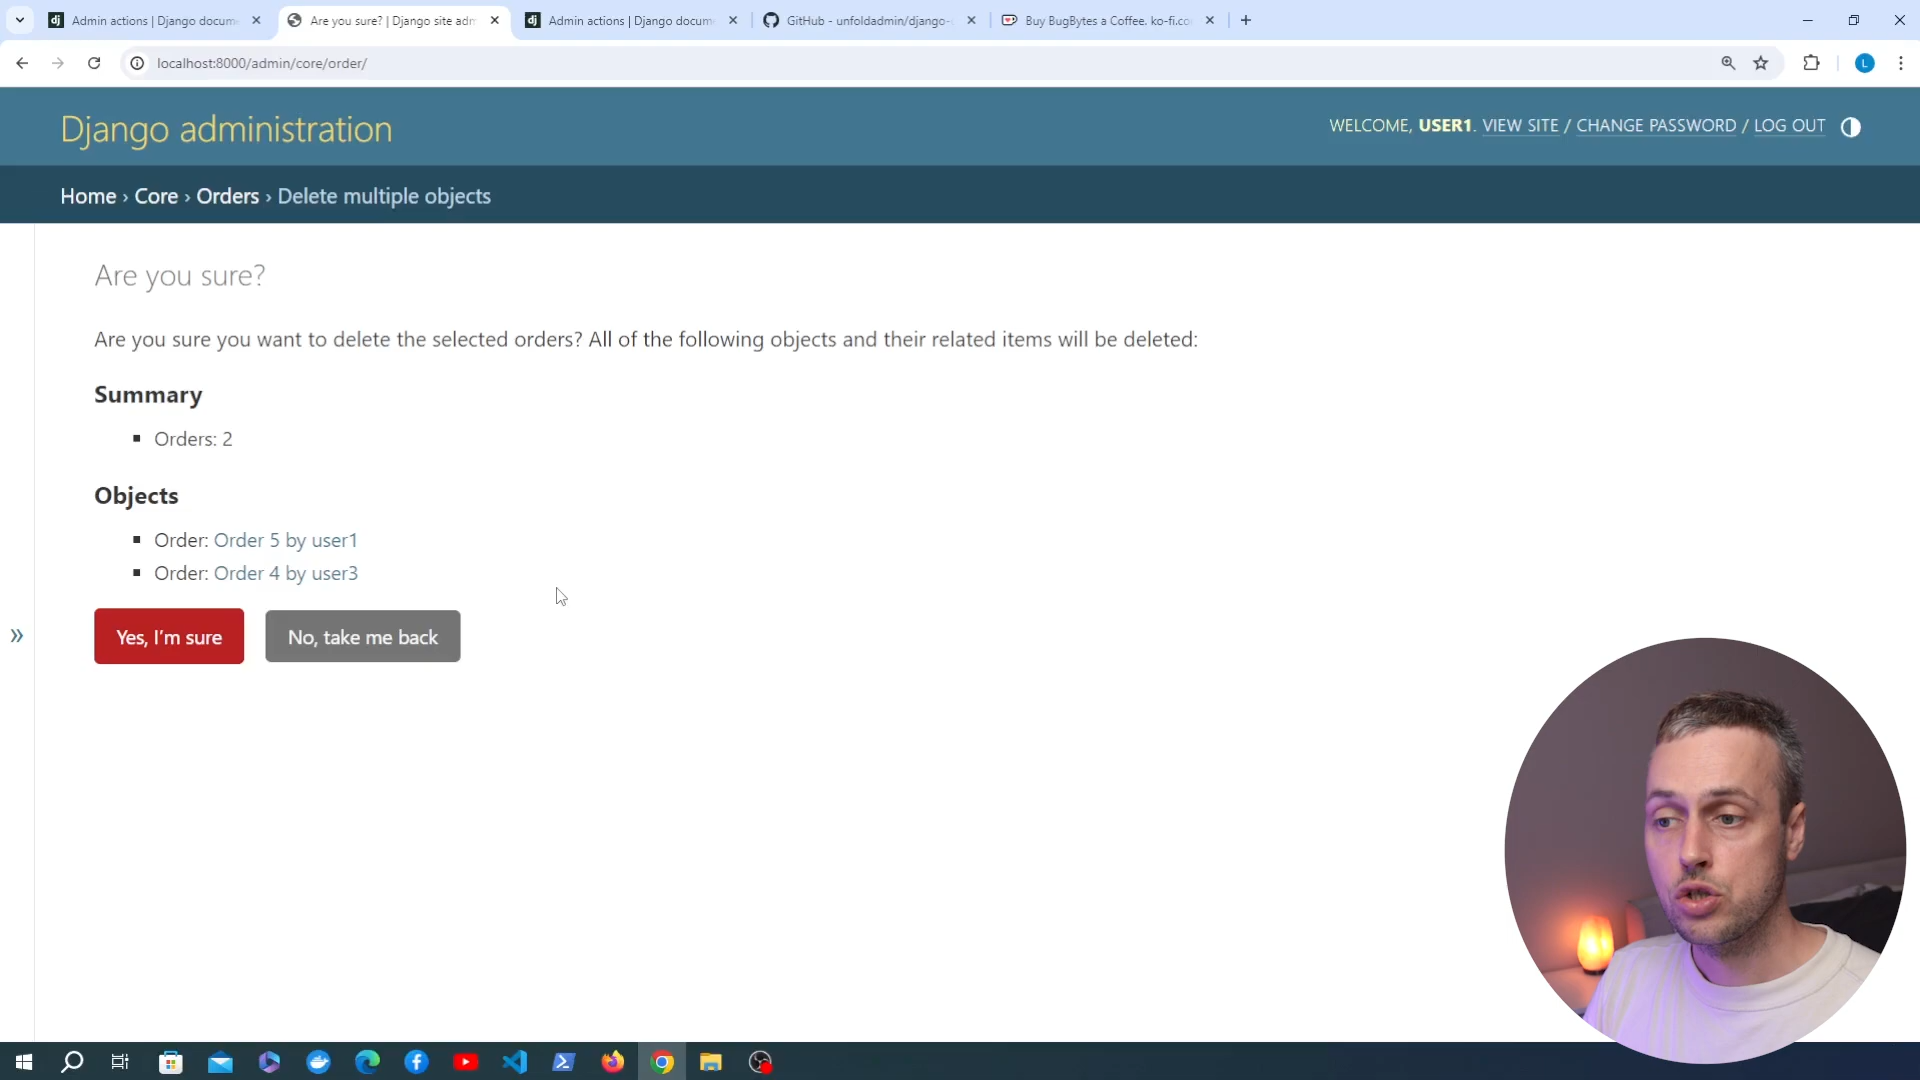 Admin actions | Django docume
Are you sure? | Django site adm
Admin actions | Django docume
GitHub - unfoldadmin/django-
Buy BugBytes a Coffee. ko-fi.co
localhost:8000/admin/core/order/
L
Django administration
WELCOME, USER1. VIEW SITE / CHANGE PASSWORD / LOG OUT
Home › Core › Orders › Delete multiple objects
Are you sure?
Are you sure you want to delete the selected orders? All of the following objects and their related items will be deleted:
Summary
Orders: 2
Objects
Order: Order 5 by user1
Order: Order 4 by user3
»
Yes, I’m sure
No, take me back